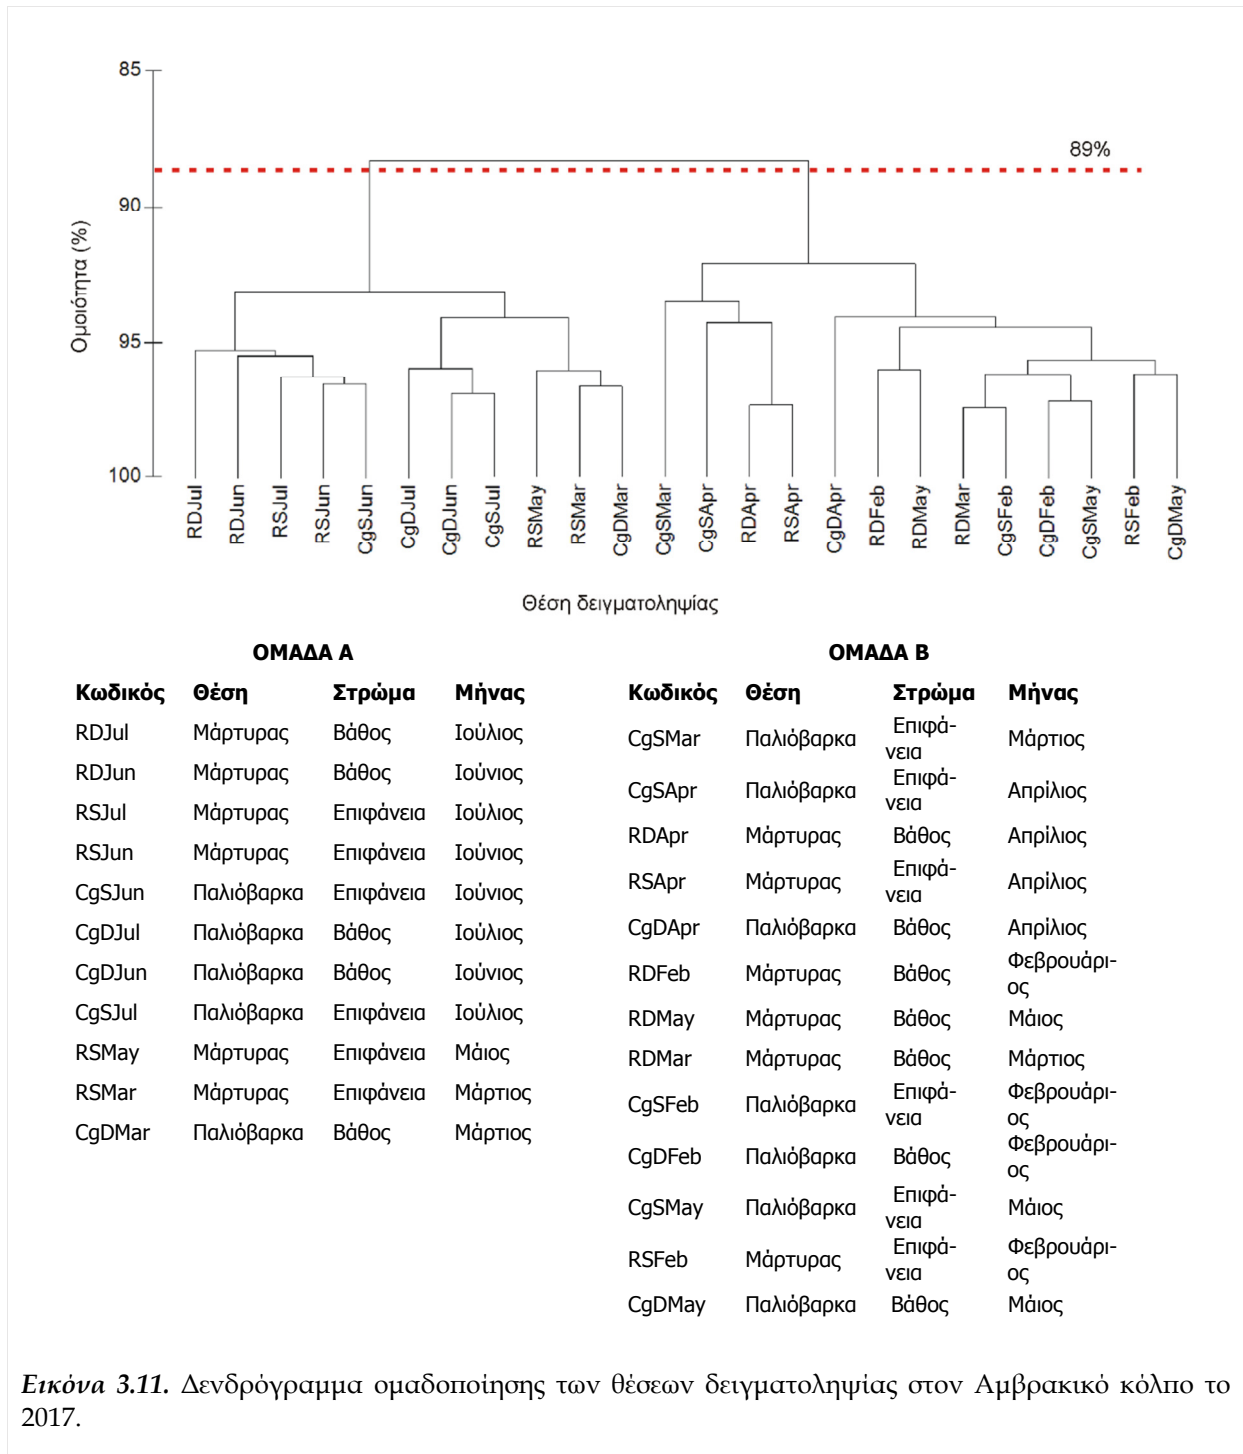 85
89%
90
Ομοιότητα (%)
95
100
RDJul
RDJun
RSJul
RSJun
CgSJun
CgDJul
CgDJun
CgSJul
RSMay
RSMar
CgDMar
CgSMar
CgSApr
RDApr
RSApr
CgDApr
RDFeb
RDMay
RDMar
CgSFeb
CgDFeb
CgSMay
RSFeb
CgDMay
Θέση δειγματοληψίας
ΟΜΑΔΑ Α
Κωδικός Θέση Στρώμα Μήνας
RDJul Μάρτυρας Βάθος Ιούλιος
RDJun Μάρτυρας Βάθος Ιούνιος
RSJul Μάρτυρας Επιφάνεια Ιούλιος
RSJun Μάρτυρας Επιφάνεια Ιούνιος
CgSJun Παλιόβαρκα Επιφάνεια Ιούνιος
CgDJul Παλιόβαρκα Βάθος Ιούλιος
CgDJun Παλιόβαρκα Βάθος Ιούνιος
CgSJul Παλιόβαρκα Επιφάνεια Ιούλιος
RSMay Μάρτυρας Επιφάνεια Μάιος
RSMar Μάρτυρας Επιφάνεια Μάρτιος
CgDMar Παλιόβαρκα Βάθος Μάρτιος
ΟΜΑΔΑ Β
Κωδικός Θέση Στρώμα Μήνας
CgSMar Παλιόβαρκα Επιφά-
νεια Μάρτιος
CgSApr Παλιόβαρκα Επιφά-
νεια Απρίλιος
RDApr Μάρτυρας Βάθος Απρίλιος
RSApr Μάρτυρας Επιφά-
νεια Απρίλιος
CgDApr Παλιόβαρκα Βάθος Απρίλιος
RDFeb Μάρτυρας Βάθος Φεβρουάρι-
ος
RDMay Μάρτυρας Βάθος Μάιος
RDMar Μάρτυρας Βάθος Μάρτιος
CgSFeb Παλιόβαρκα Επιφά- Φεβρουάρι-
νεια ος
CgDFeb Παλιόβαρκα Βάθος Φεβρουάρι-
ος
CgSMay Παλιόβαρκα Επιφά-
νεια Μάιος
RSFeb Μάρτυρας Επιφά- Φεβρουάρι-
νεια ος
CgDMay Παλιόβαρκα Βάθος Μάιος
Εικόνα 3.11. Δενδρόγραμμα ομαδοποίησης των θέσεων δειγματοληψίας στον Αμβρακικό κόλπο το
2017.